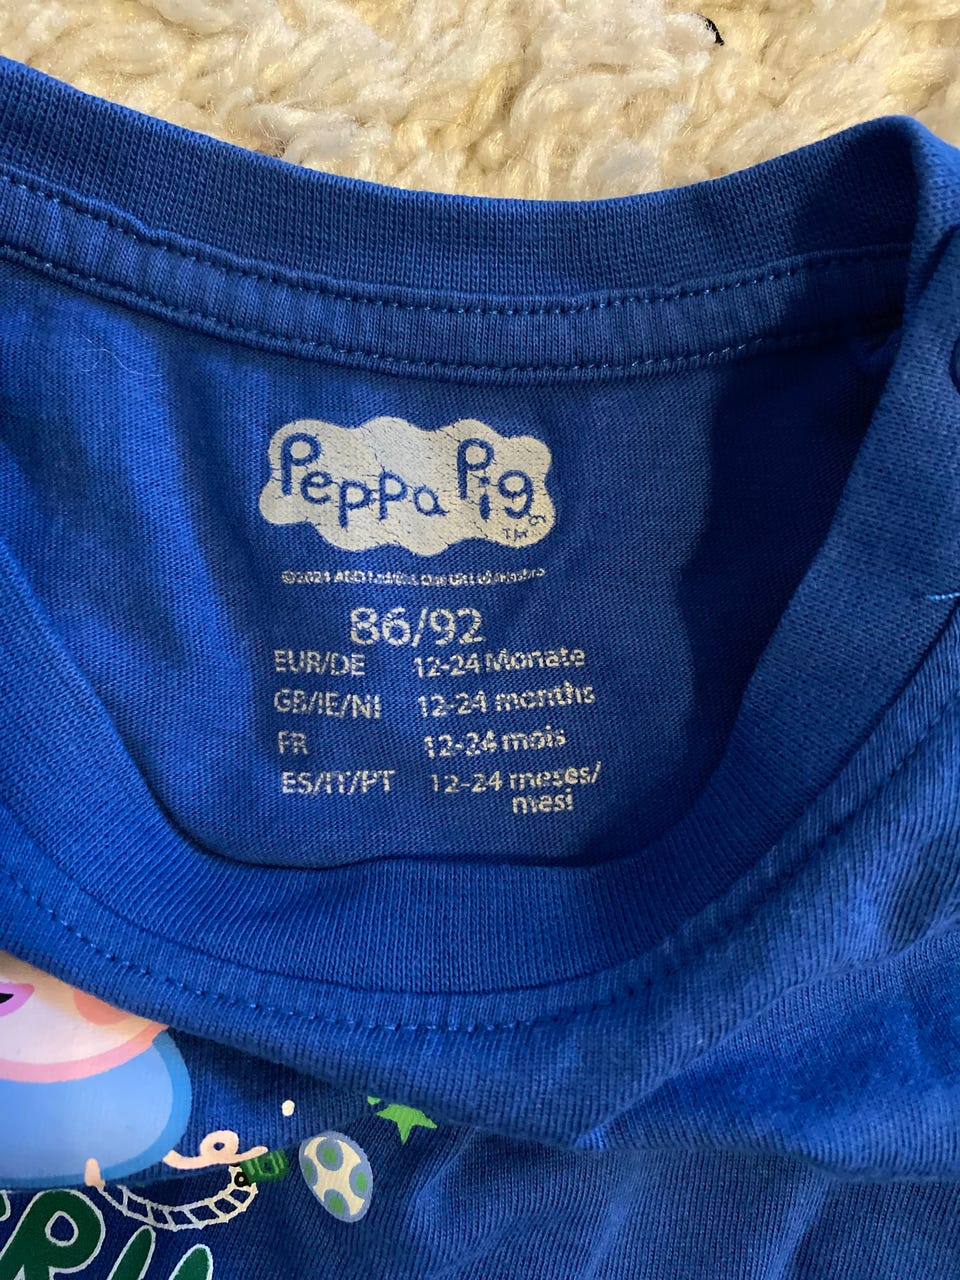 Peppa Pig
TM
86/92
EUR/DE 12-24 Monate
GB/IE/NI 12-24 months
FR 12-24 mois
ES/IT/PT 12-24 meses/
mesi